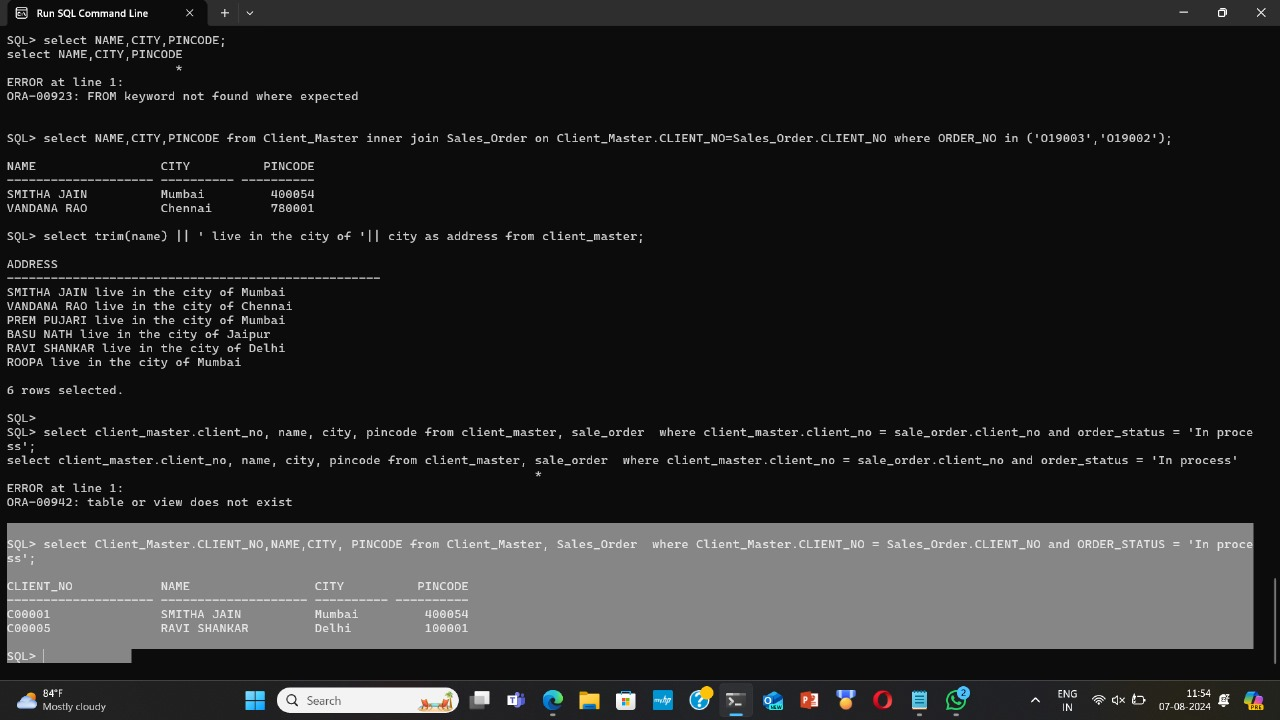 Run SQL Command Line
SQL> select NAME,CITY,PINCODE;
select NAME,CITY,PINCODE
*
ERROR at line 1:
ORA-00923: FROM keyword not found where expected
SQL> select NAME,CITY,PINCODE from Client_Master inner join Sales_Order on Client_Master.CLIENT_NO=Sales_Order.CLIENT_NO where ORDER_NO in ('O19003','O19002');
NAME CITY PINCODE
-------------------- ---------- ----------
SMITHA JAIN Mumbai 400054
VANDANA RAO Chennai 780001
SQL> select trim(name) || ' live in the city of '|| city as address from client_master;
ADDRESS
---------------------------------------------------
SMITHA JAIN live in the city of Mumbai
VANDANA RAO live in the city of Chennai
PREM PUJARI live in the city of Mumbai
BASU NATH live in the city of Jaipur
RAVI SHANKAR live in the city of Delhi
ROOPA live in the city of Mumbai
6 rows selected.
SQL>
SQL> select client_master.client_no, name, city, pincode from client_master, sale_order  where client_master.client_no = sale_order.client_no and order_status = 'In proce
ss';
select client_master.client_no, name, city, pincode from client_master, sale_order  where client_master.client_no = sale_order.client_no and order_status = 'In process'
*
ERROR at line 1:
ORA-00942: table or view does not exist
SQL> select Client_Master.CLIENT_NO,NAME,CITY, PINCODE from Client_Master, Sales_Order  where Client_Master.CLIENT_NO = Sales_Order.CLIENT_NO and ORDER_STATUS = 'In proce
ss';
CLIENT_NO NAME CITY PINCODE
-------------------- -------------------- ---------- ----------
C00001 SMITHA JAIN Mumbai 400054
C00005 RAVI SHANKAR Delhi 100001
SQL>
84°F
Mostly cloudy
Search
2
ENG
IN
11:54
07-08-2024